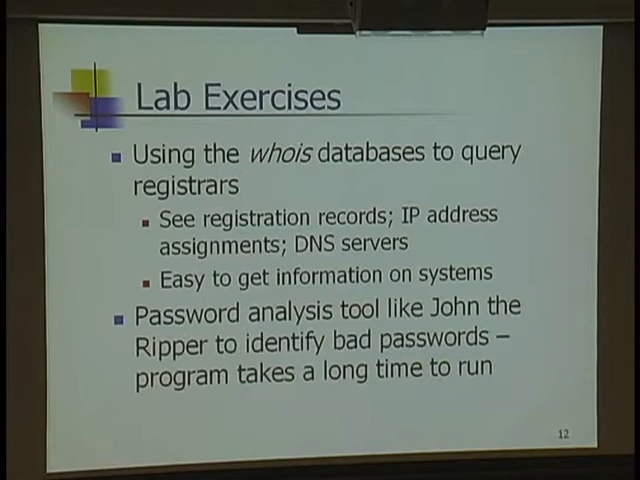 Lab Exercises
Using the whois databases to query
registrars
See registration records; IP address
assignments; DNS servers
Easy to get information on systems
Password analysis tool like John the
Ripper to identify bad passwords –
program takes a long time to run
12